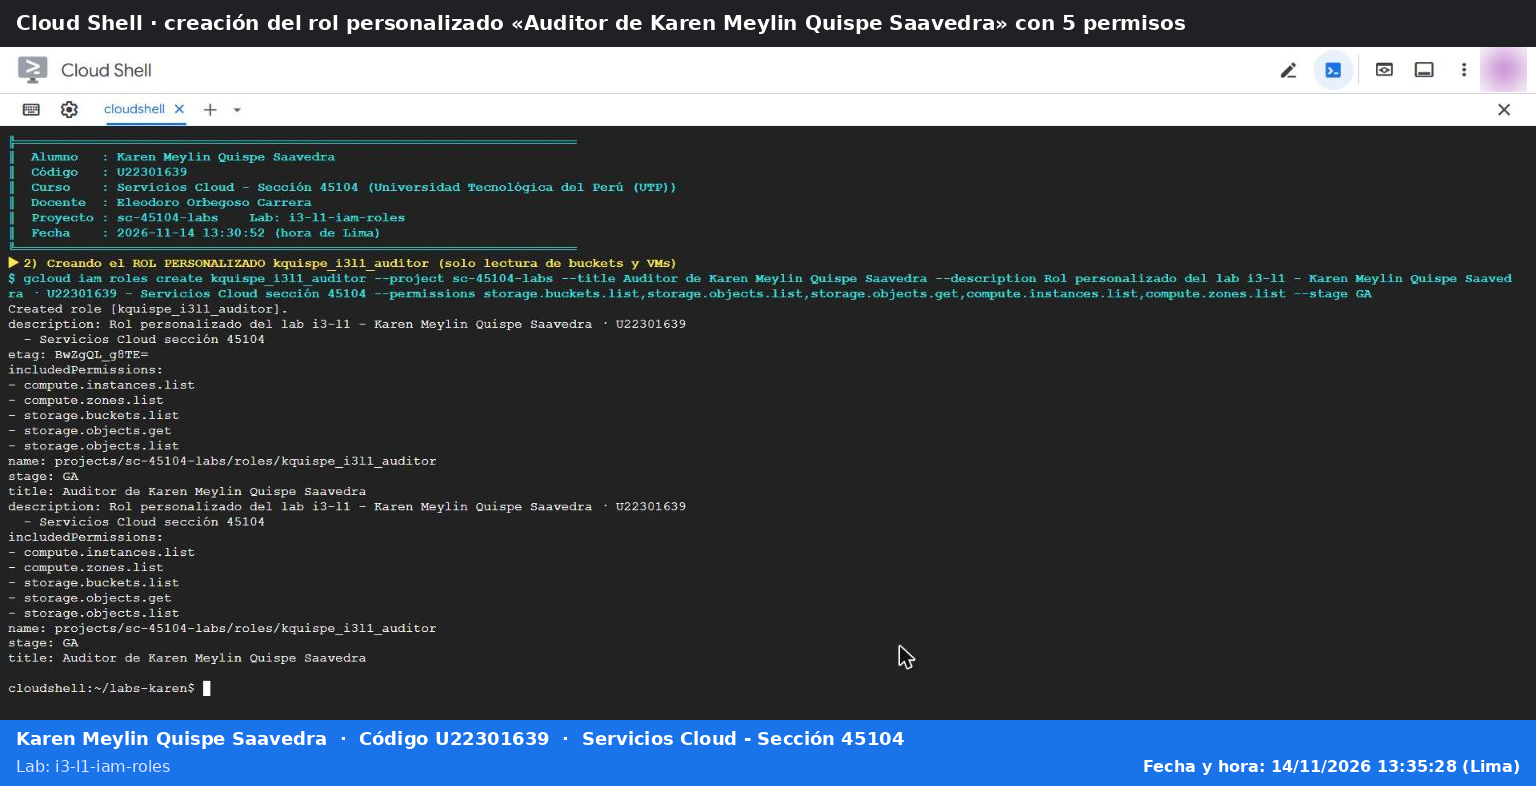 Cloud Shell · creación del rol personalizado «Auditor de Karen Meylin Quispe Saavedra» con 5 permisos
Cloud Shell
cloudshell
Alumno : Karen Meylin Quispe Saavedra
Código : U22301639
Curso : Servicios Cloud - Sección 45104 (Universidad Tecnológica del Perú (UTP))
Docente : Eleodoro Orbegoso Carrera
Proyecto : sc-45104-labs Lab: i3-l1-iam-roles
Fecha : 2026-11-14 13:30:52 (hora de Lima)
▶ 2) Creando el ROL PERSONALIZADO kquispe_i3l1_auditor (solo lectura de buckets y VMs)
$ gcloud iam roles create kquispe_i3l1_auditor --project sc-45104-labs --title Auditor de Karen Meylin Quispe Saavedra --description Rol personalizado del lab i3-l1 - Karen Meylin Quispe Saaved
ra · U22301639 - Servicios Cloud sección 45104 --permissions storage.buckets.list,storage.objects.list,storage.objects.get,compute.instances.list,compute.zones.list --stage GA
Created role [kquispe_i3l1_auditor].
description: Rol personalizado del lab i3-l1 - Karen Meylin Quispe Saavedra · U22301639
- Servicios Cloud sección 45104
etag: BwZgQL_g8TE=
includedPermissions:
- compute.instances.list
- compute.zones.list
- storage.buckets.list
- storage.objects.get
- storage.objects.list
name: projects/sc-45104-labs/roles/kquispe_i3l1_auditor
stage: GA
title: Auditor de Karen Meylin Quispe Saavedra
description: Rol personalizado del lab i3-l1 - Karen Meylin Quispe Saavedra · U22301639
- Servicios Cloud sección 45104
includedPermissions:
- compute.instances.list
- compute.zones.list
- storage.buckets.list
- storage.objects.get
- storage.objects.list
name: projects/sc-45104-labs/roles/kquispe_i3l1_auditor
stage: GA
title: Auditor de Karen Meylin Quispe Saavedra
cloudshell:~/labs-karen$
Karen Meylin Quispe Saavedra · Código U22301639 · Servicios Cloud - Sección 45104
Lab: i3-l1-iam-roles
Fecha y hora: 14/11/2026 13:35:28 (Lima)